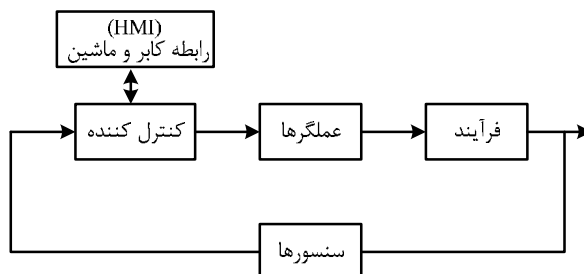 (HMI)
رابطه کابر و ماشین
کنترل کننده
عملگرها
فرآیند
سنسورها